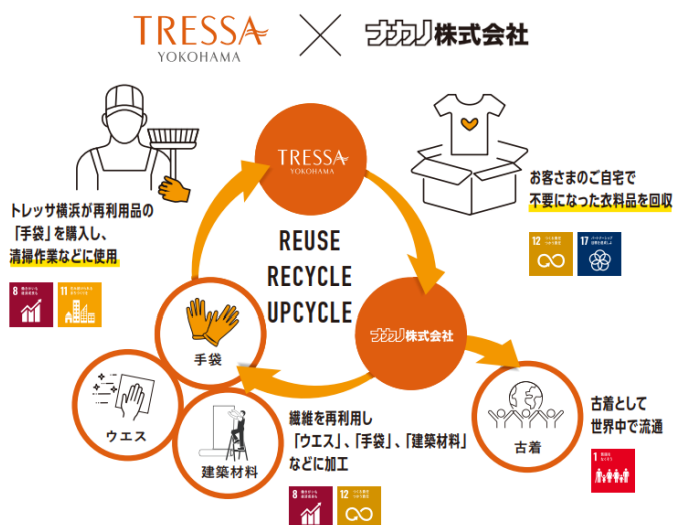 TRESSA
YOKOHAMA
ナカノ株式会社
TRESSA
YOKOHAMA
お客さまのご自宅で
不要になった衣料品を回収
12
17
トレッサ横浜が再利用品の
「手袋」を購入し、
清掃作業などに使用
8
11
REUSE
RECYCLE
UPCYCLE
ナカノ株式会社
手袋
ウエス
建築材料
繊維を再利用し
「ウエス」、「手袋」、「建築材料」
などに加工
8
12
古着
古着として
世界中で流通
1